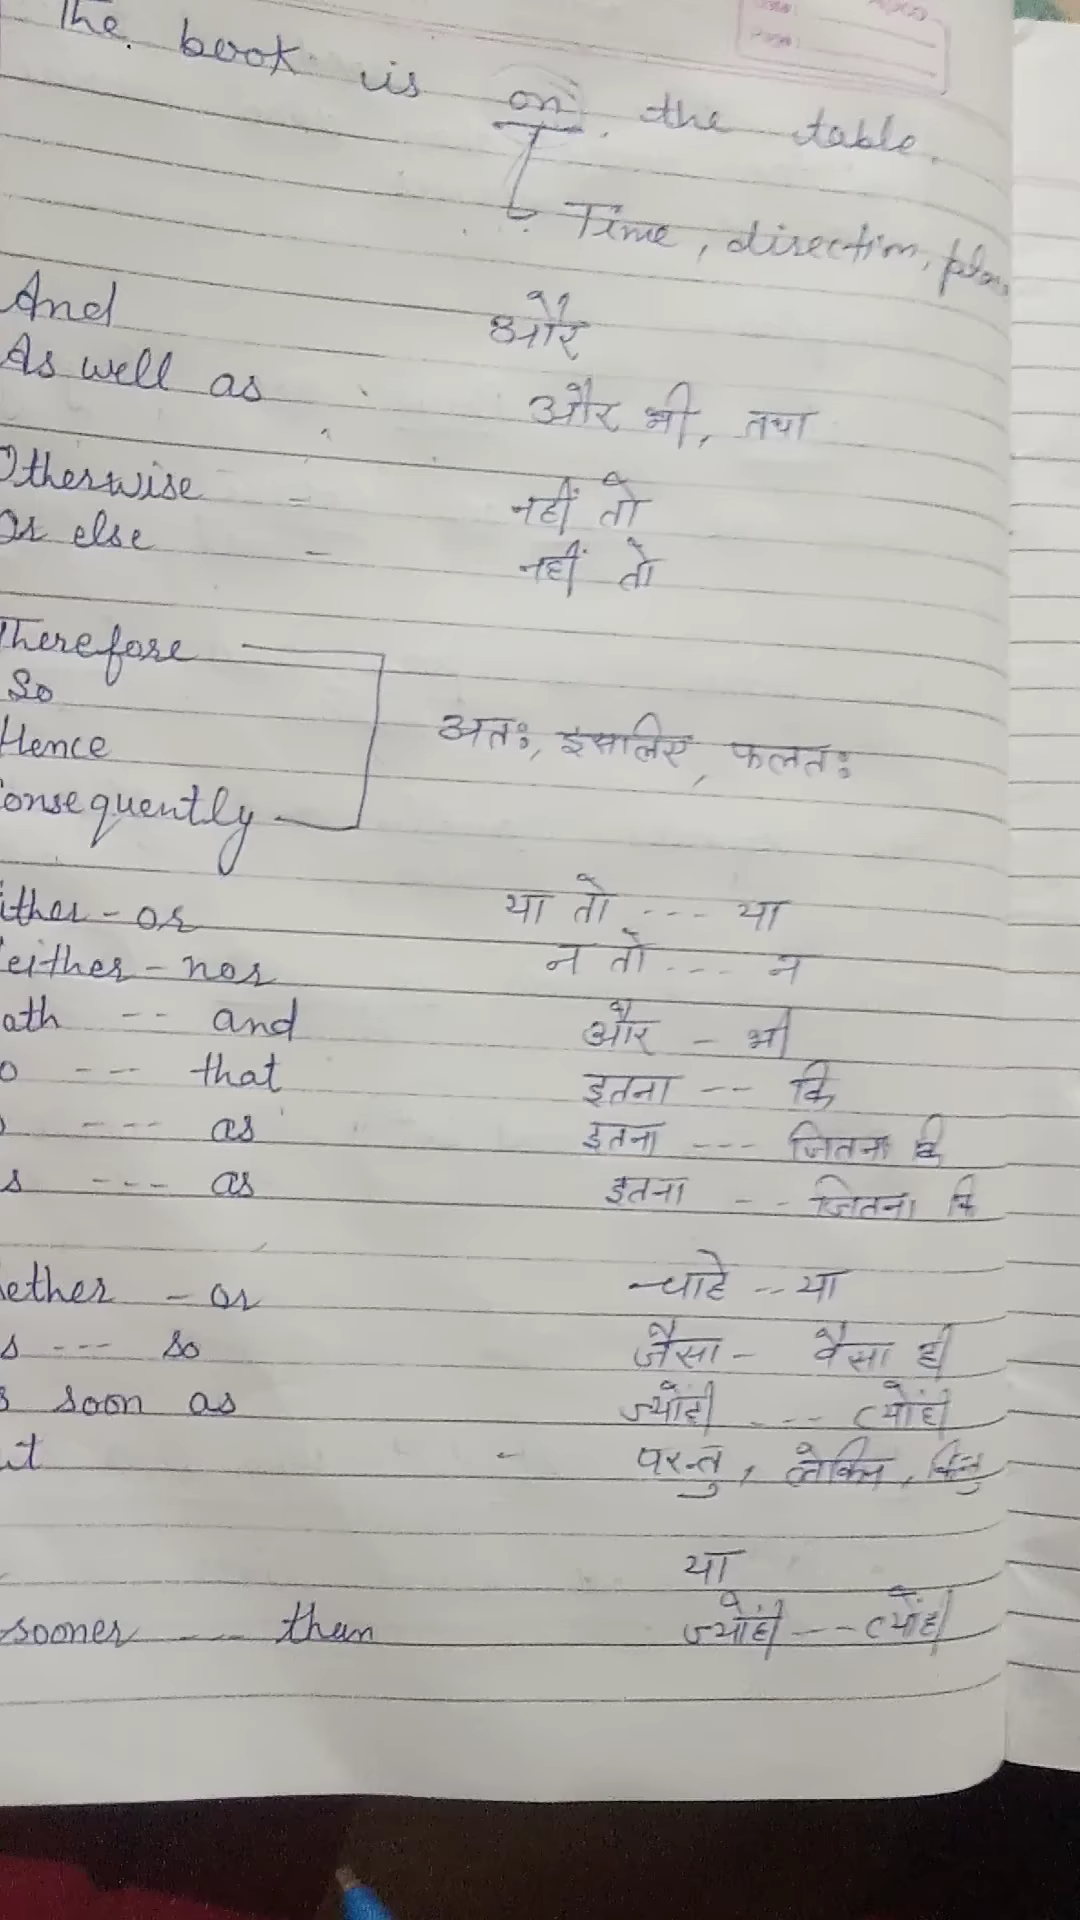 The book is on the table.
Time, direction,
And और
As well as और भी, तथा
Otherwise - नहीं तो
Or else - नहीं तो
Therefore
So
Hence अतः, इसलिए, फलतः
onsequently
ither - or या तो --- या
either - nor न तो --- न
oth -- and और - भी
o --- that इतना -- कि
--- as इतना --- जितना कि
s --- as इतना -- जितना कि
ether - or चाहे -- या
s --- so जैसा - वैसा ही
s soon as ज्योंही --- त्योंही
ut - परन्तु, लेकिन, किन्तु
या
sooner --- than ज्योंही --- त्योंही